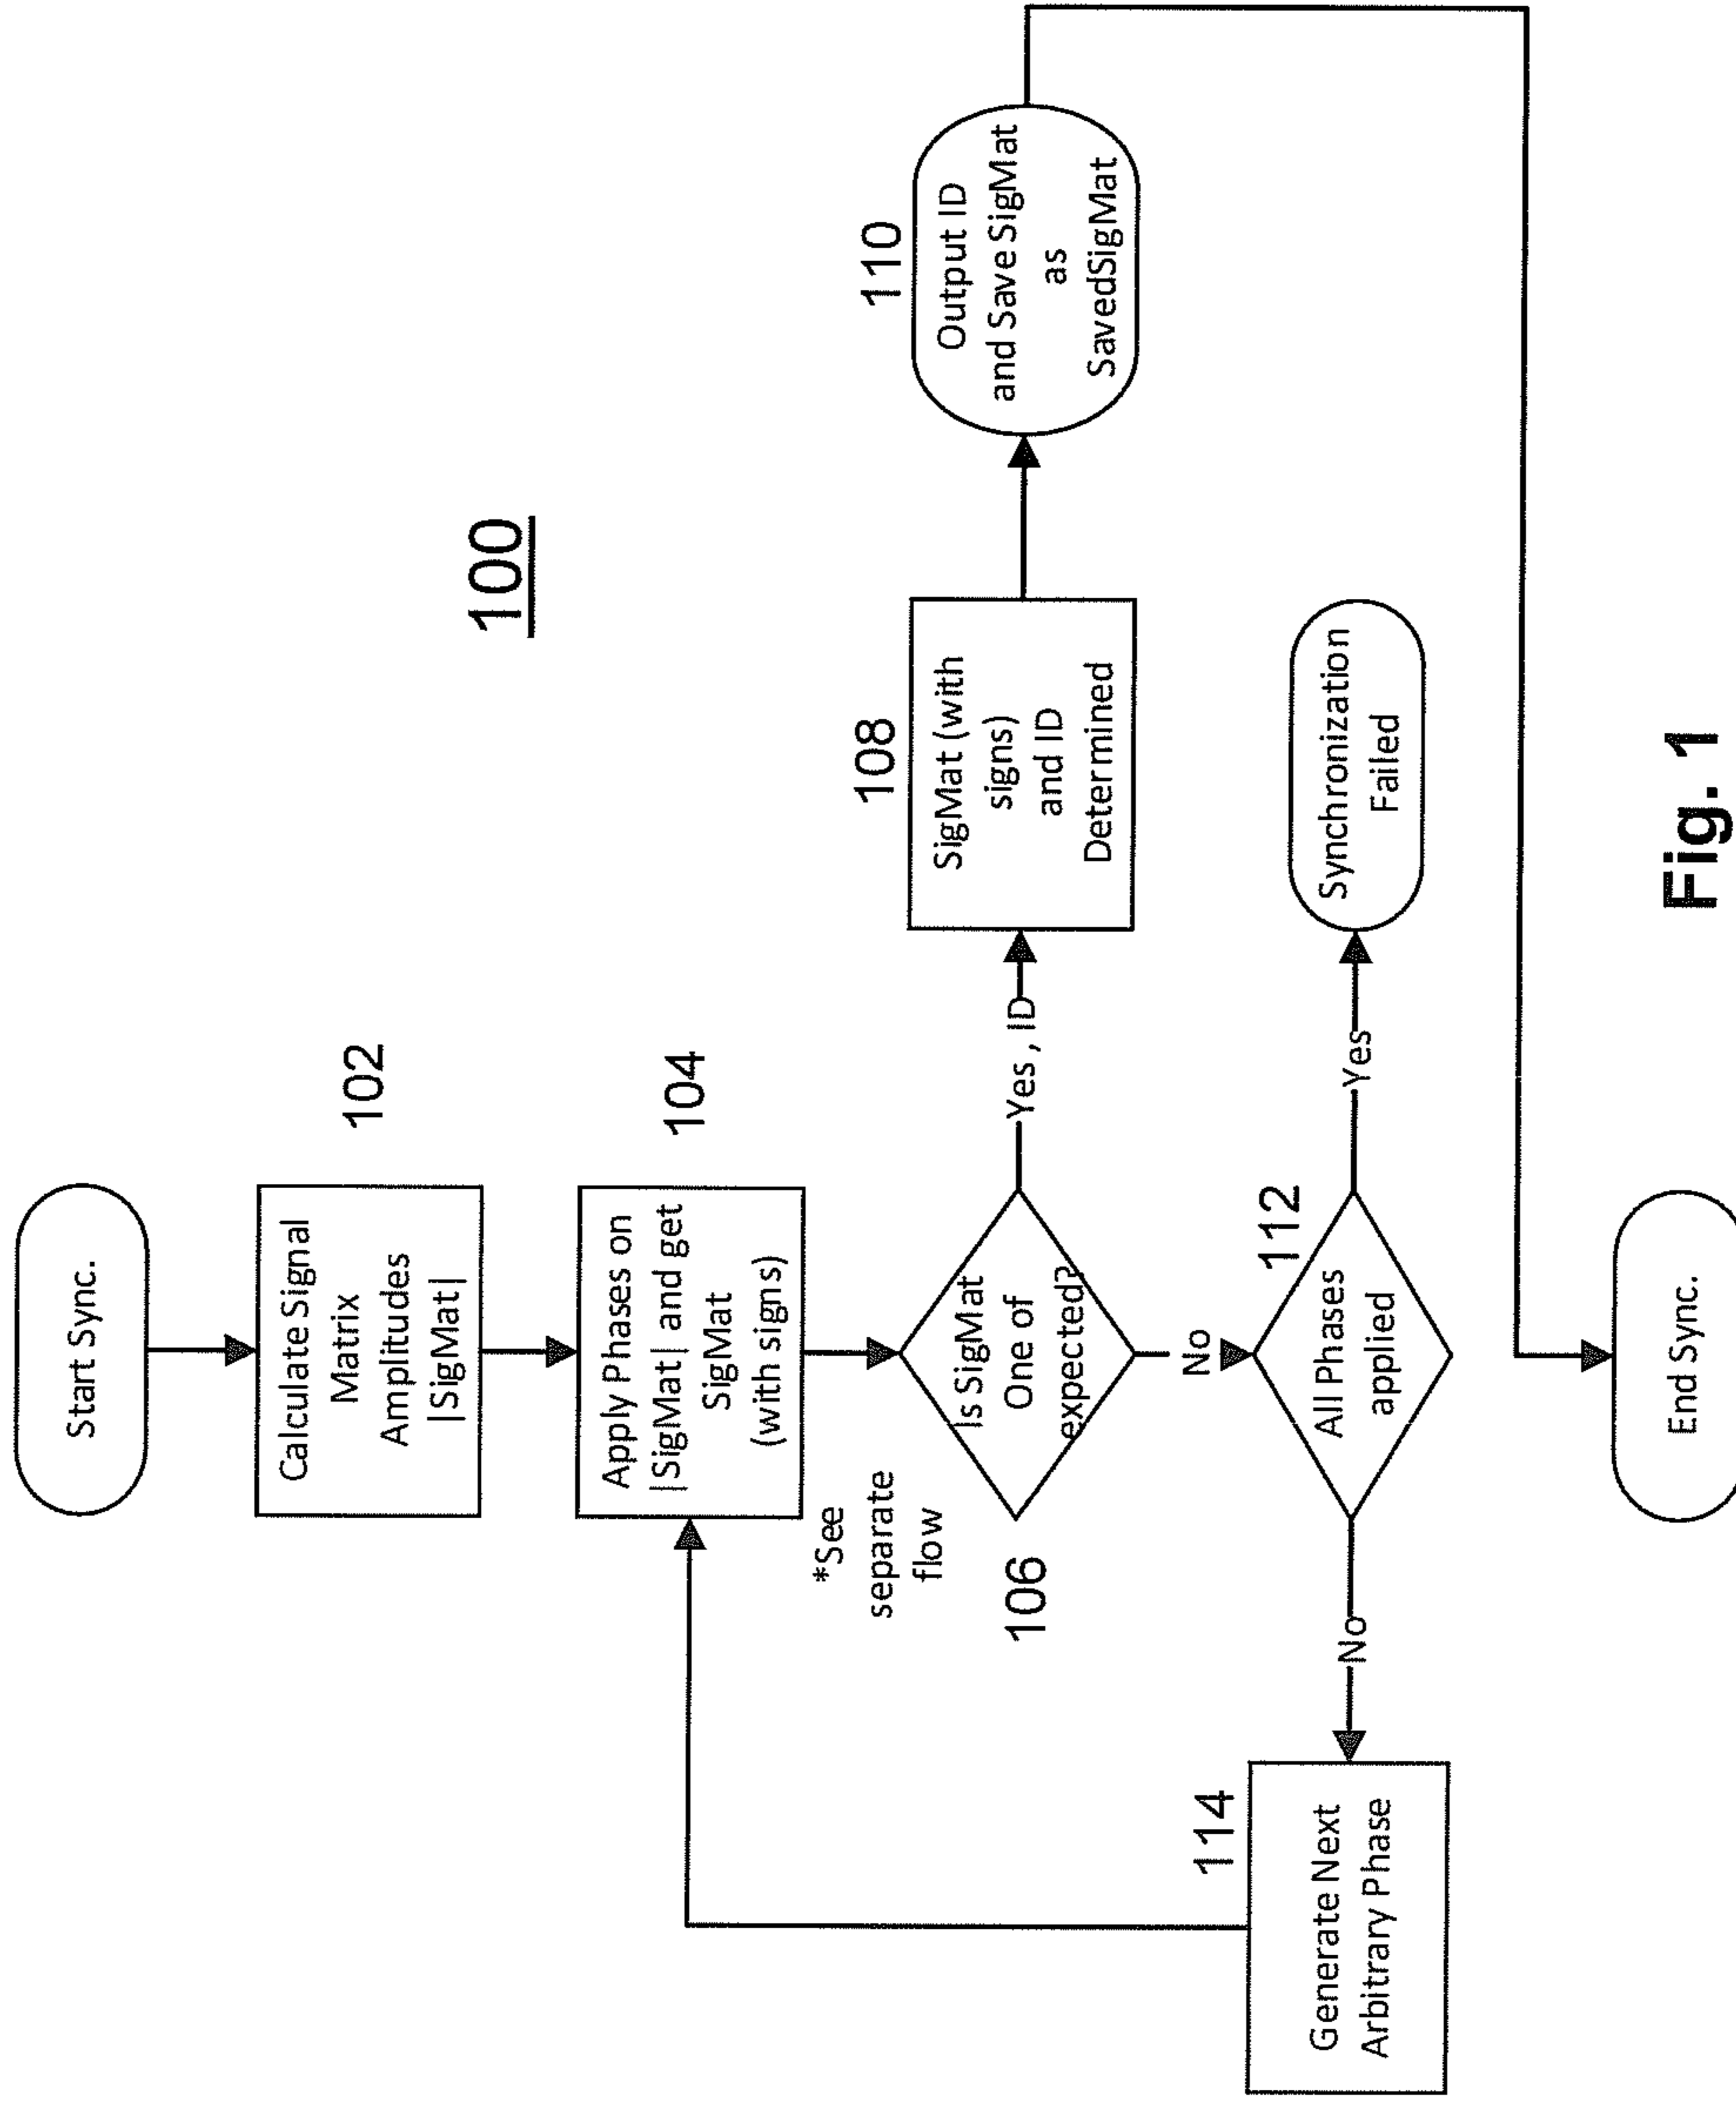 100
Start Sync.
102
Calculate Signal
Matrix
Amplitudes
|SigMat|
104
Apply Phases on
|SigMat| and get
SigMat
(with signs)
*See
separate
flow
106
Is SigMat
One of
expected?
Yes, ID
108
SigMat (with
signs)
and ID
Determined
110
Output ID
and Save SigMat
as
SavedSigMat
No
112
All Phases
applied
Yes
Synchronization
Failed
No
114
Generate Next
Arbitrary Phase
End Sync.
Fig. 1